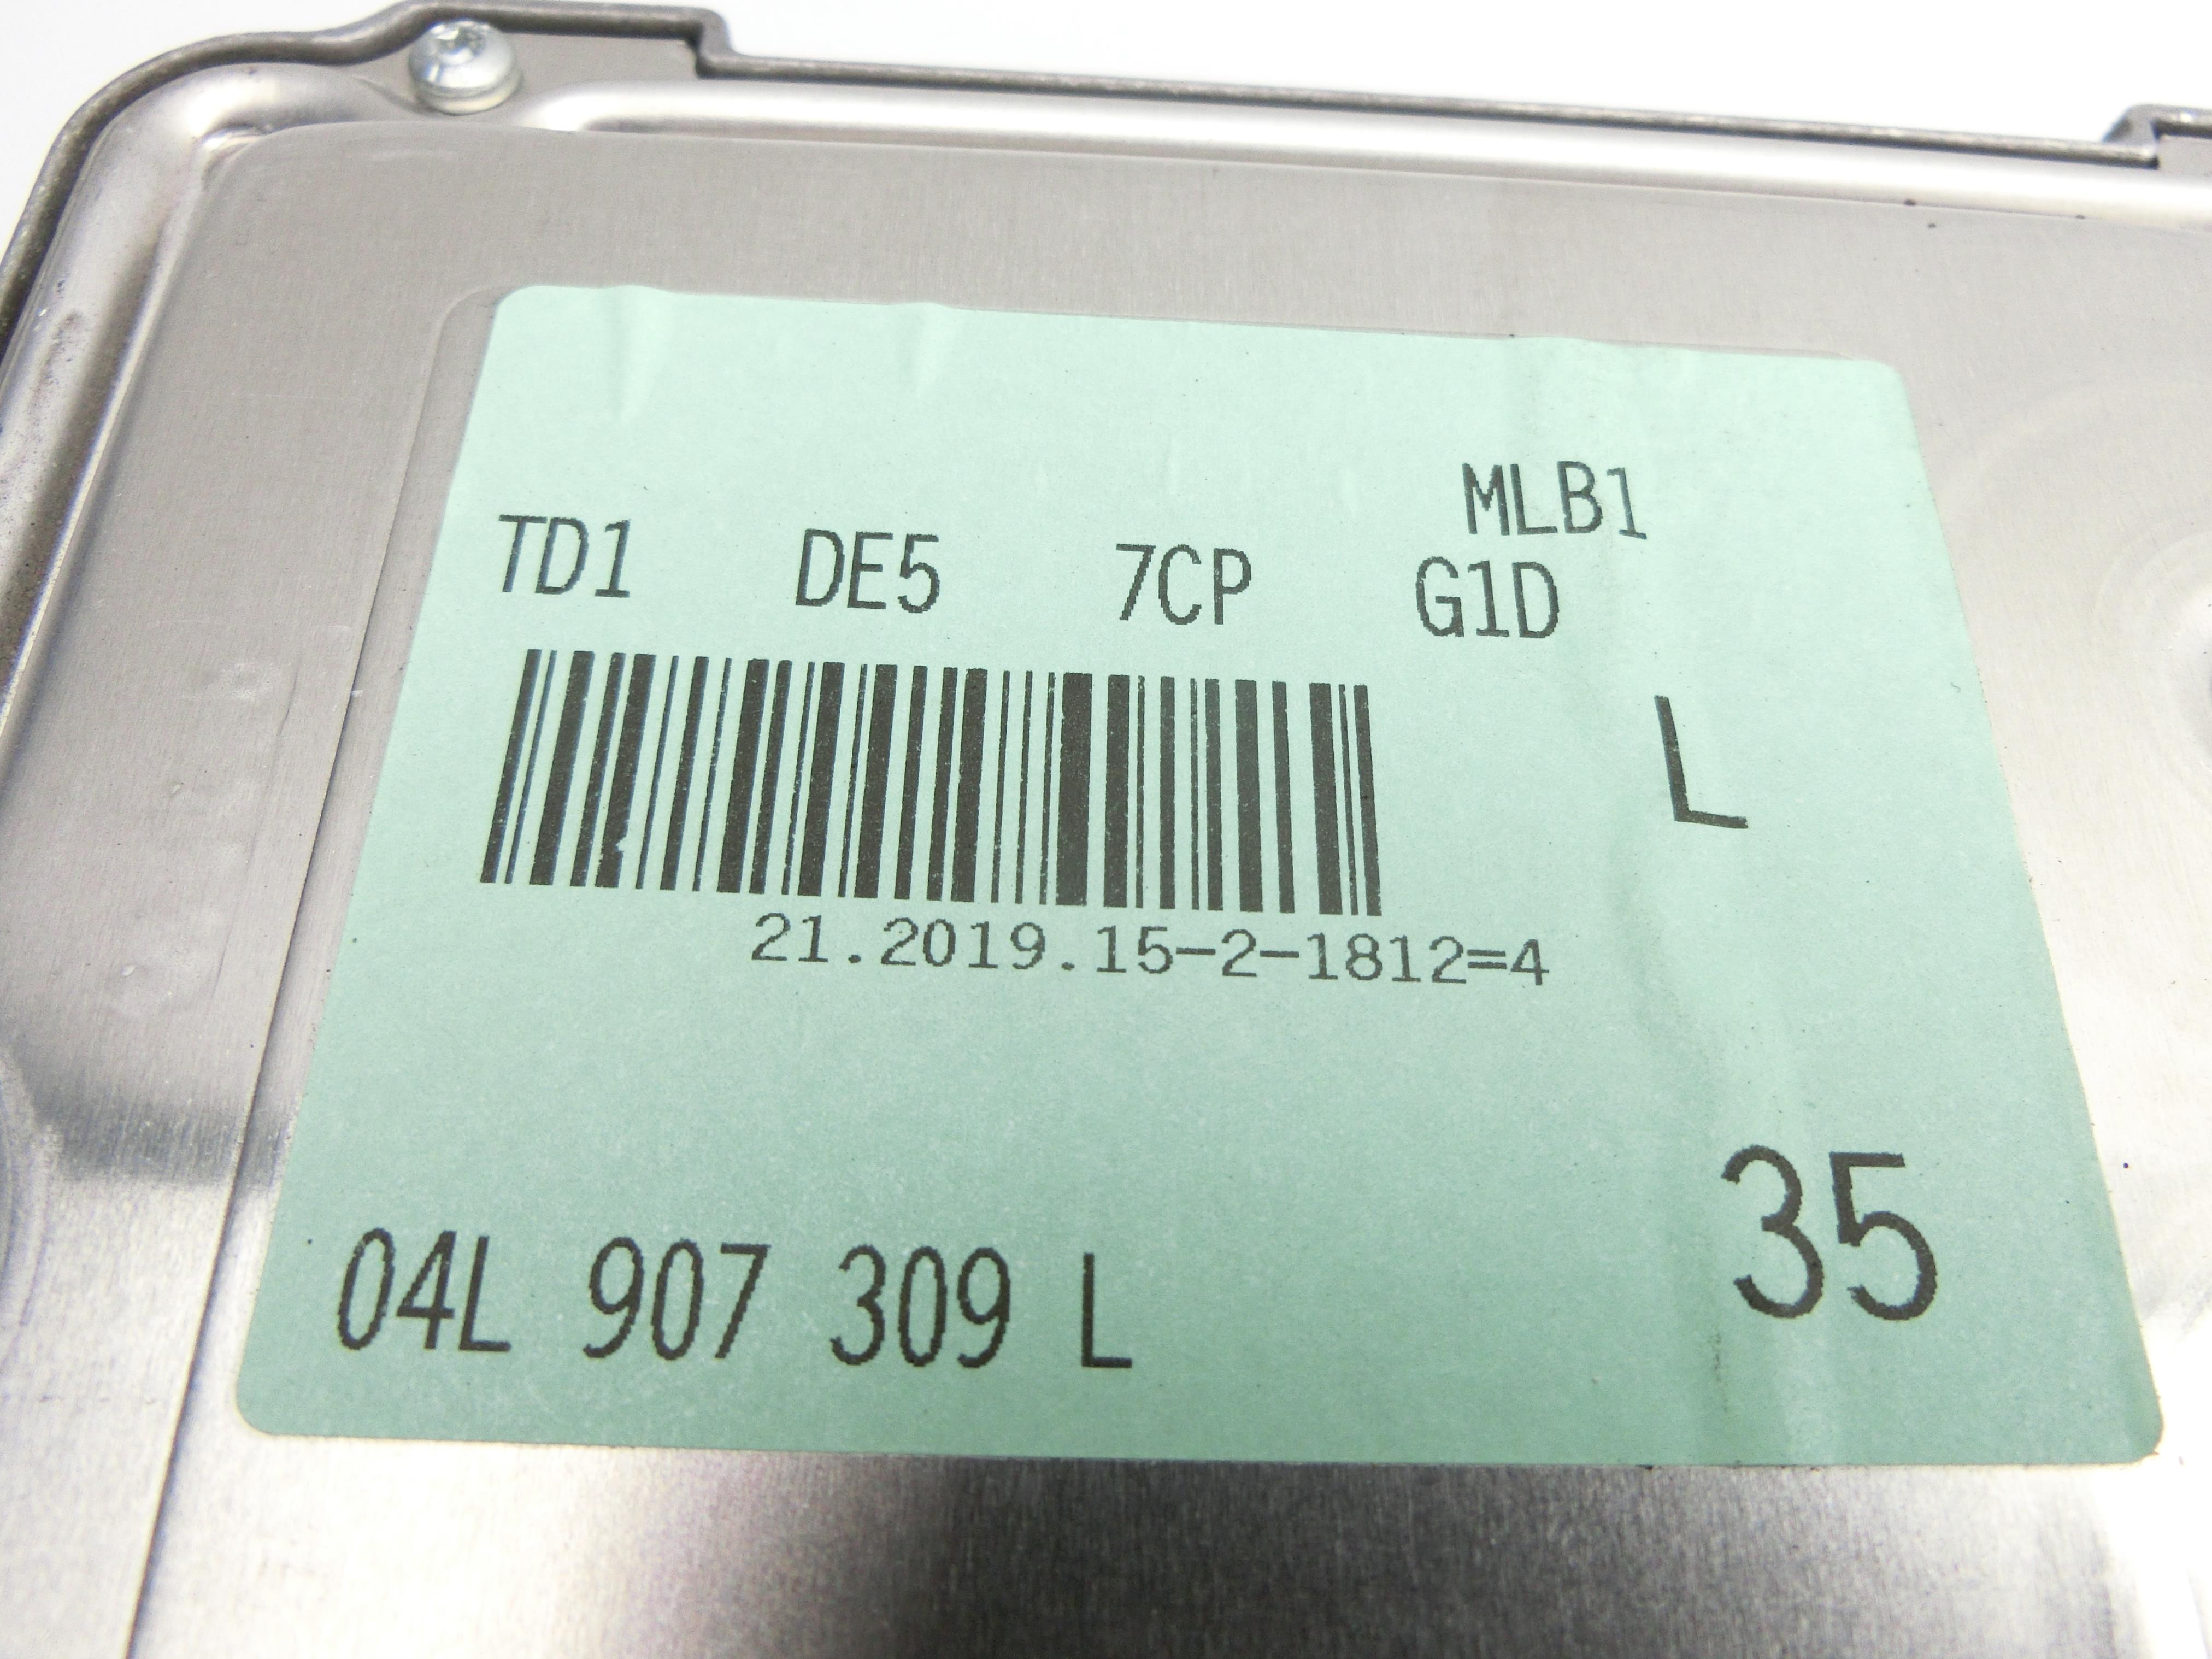 MLB1
TD1 DE5 7CP G1D
L
21.2019.15-2-1812=4
35
04L 907 309 L